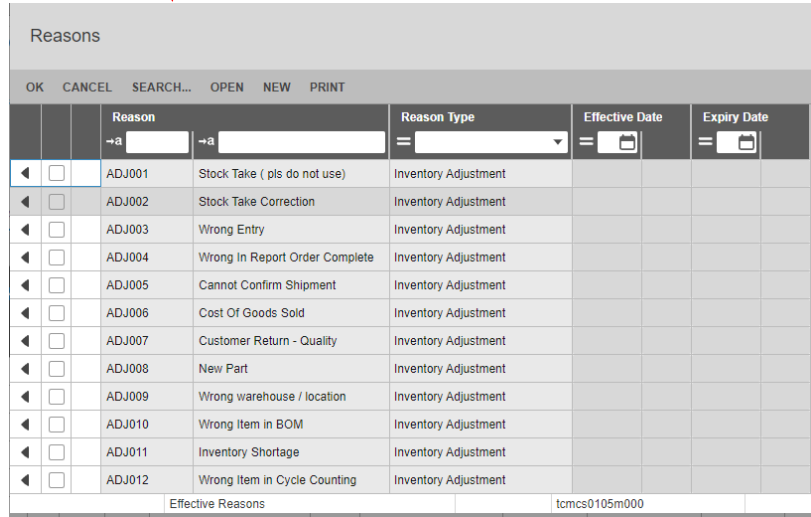 Reasons
OK CANCEL SEARCH... OPEN NEW PRINT
Reason Reason Type Effective Date Expiry Date
→a →a = = =
ADJ001 Stock Take ( pls do not use) Inventory Adjustment
ADJ002 Stock Take Correction Inventory Adjustment
ADJ003 Wrong Entry Inventory Adjustment
ADJ004 Wrong In Report Order Complete Inventory Adjustment
ADJ005 Cannot Confirm Shipment Inventory Adjustment
ADJ006 Cost Of Goods Sold Inventory Adjustment
ADJ007 Customer Return - Quality Inventory Adjustment
ADJ008 New Part Inventory Adjustment
ADJ009 Wrong warehouse / location Inventory Adjustment
ADJ010 Wrong Item in BOM Inventory Adjustment
ADJ011 Inventory Shortage Inventory Adjustment
ADJ012 Wrong Item in Cycle Counting Inventory Adjustment
Effective Reasons tcmcs0105m000